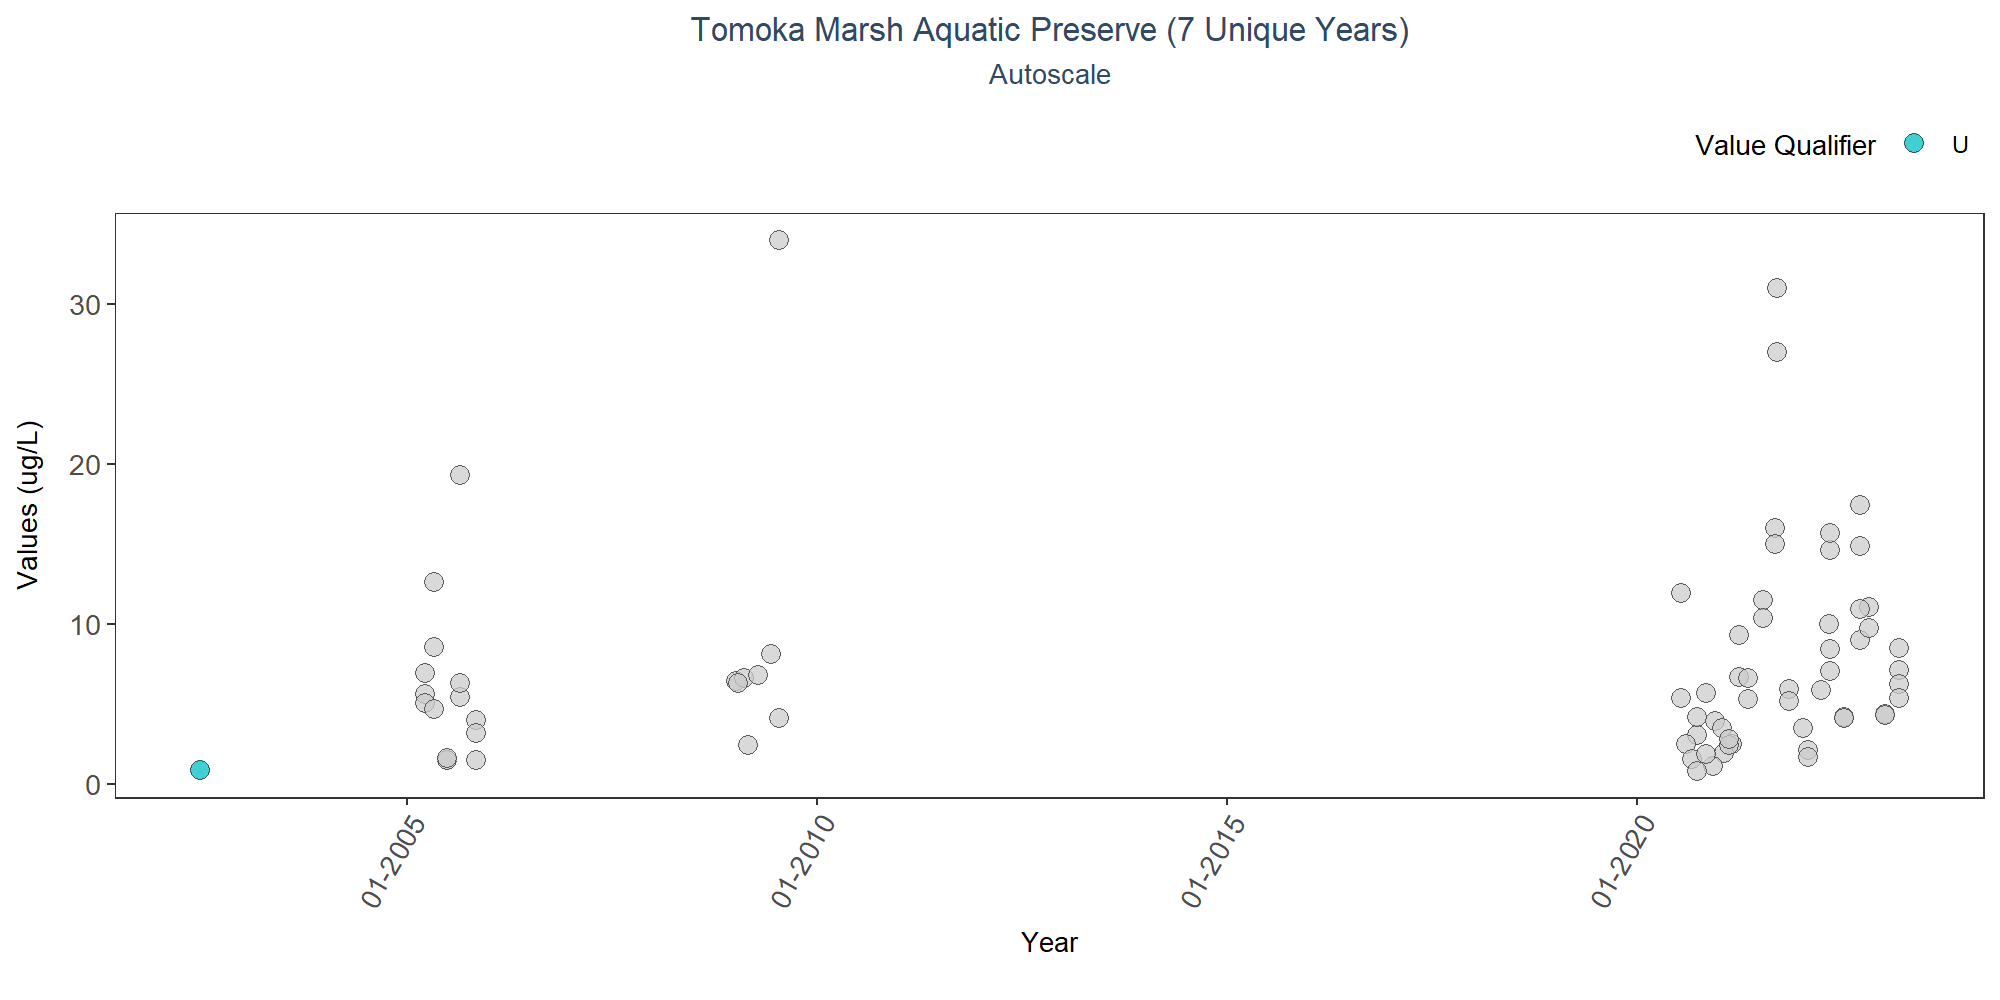 Tomoka Marsh Aquatic Preserve (7 Unique Years)
Autoscale
Value Qualifier U
Values (ug/L)
30
20
10
0
01-2005
01-2010
01-2015
01-2020
Year